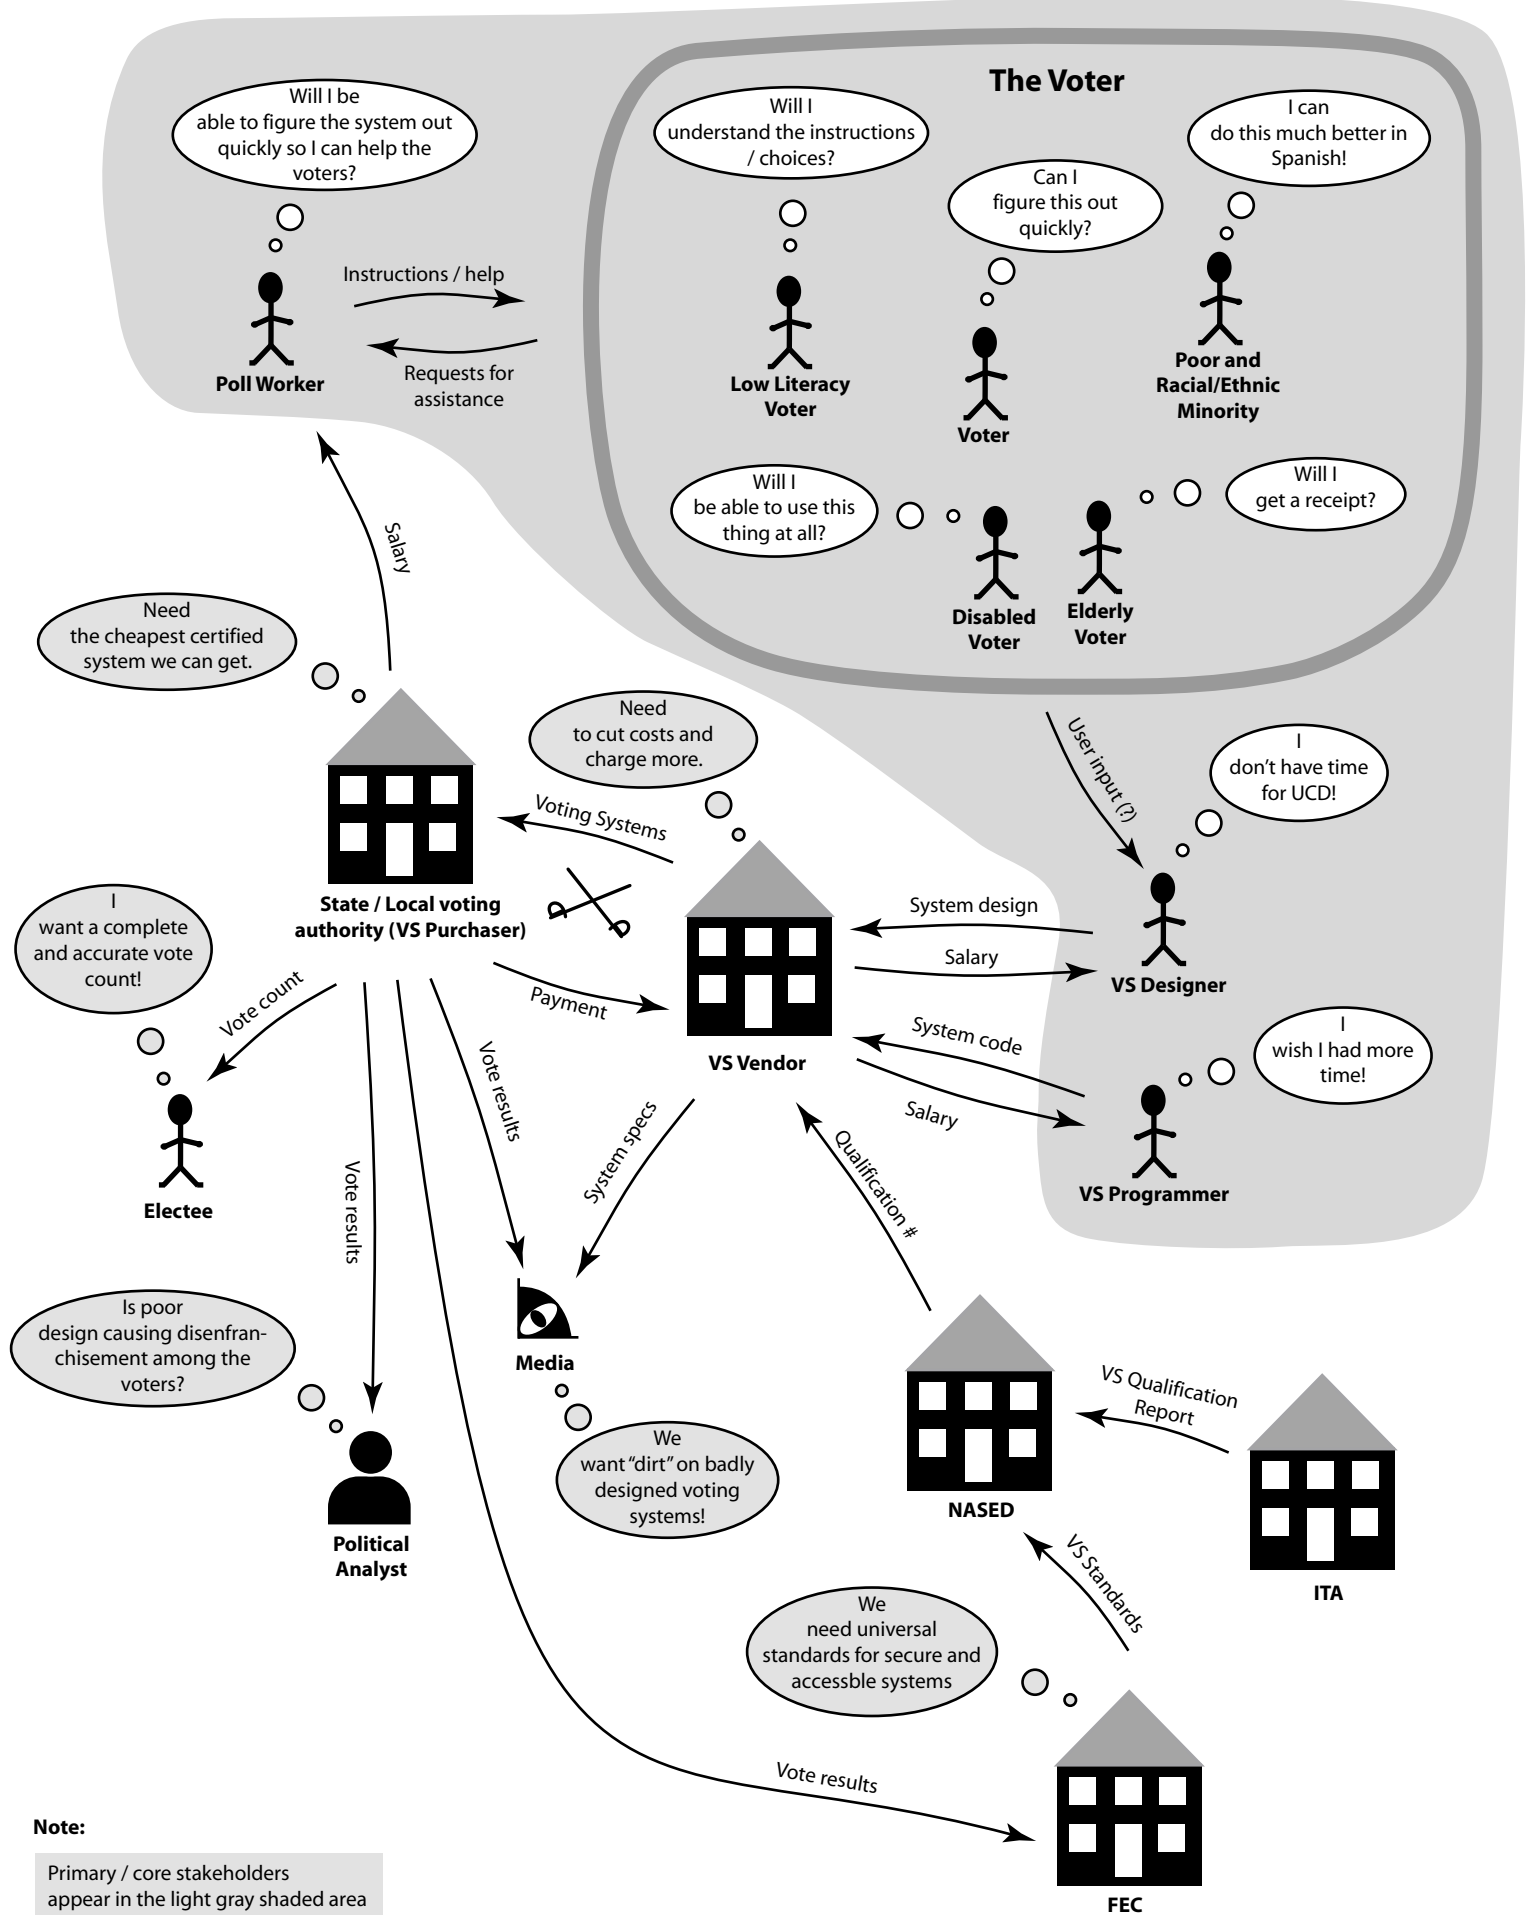 The Voter
Will I be
able to figure the system out
quickly so I can help the
voters?
Will I
understand the instructions
/ choices?
I can
do this much better in
Spanish!
Can I
figure this out
quickly?
Instructions / help
Requests for
assistance
Poll Worker
Low Literacy
Voter
Voter
Poor and
Racial/Ethnic
Minority
Will I
be able to use this
thing at all?
Will I
get a receipt?
Disabled
Voter
Elderly
Voter
Salary
Need
the cheapest certified
system we can get.
Need
to cut costs and
charge more.
User input (?)
I
don't have time
for UCD!
Voting Systems
State / Local voting
authority (VS Purchaser)
I
want a complete
and accurate vote
count!
System design
Salary
VS Designer
Vote count
Payment
VS Vendor
System code
Salary
I
wish I had more
time!
VS Programmer
Electee
Vote results
Vote results
System specs
Qualification #
Is poor
design causing disenfran-
chisement among the
voters?
Media
We
want "dirt" on badly
designed voting
systems!
Political
Analyst
VS Qualification
Report
NASED
ITA
VS Standards
We
need universal
standards for secure and
accessble systems
Vote results
FEC
Note:
Primary / core stakeholders
appear in the light gray shaded area